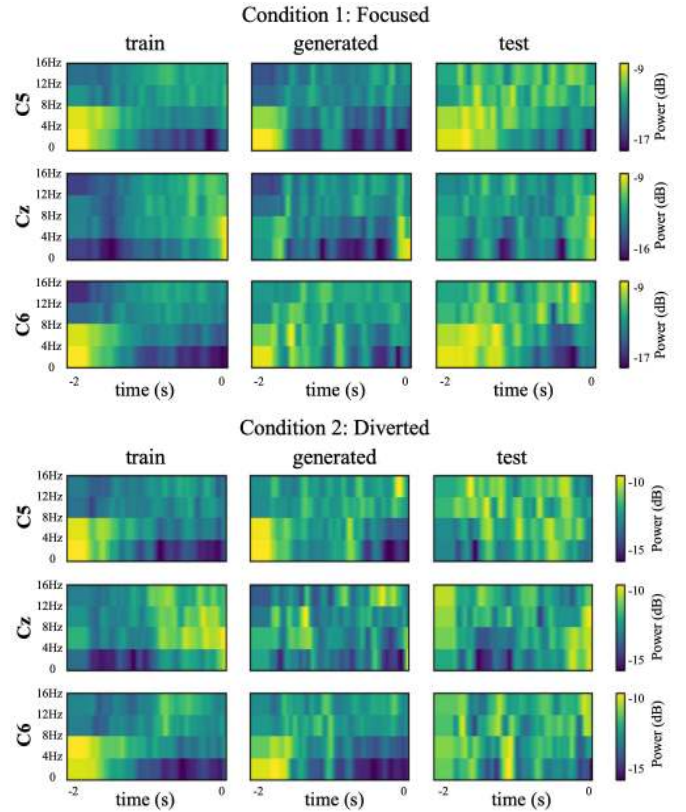 Condition 1: Focused
train generated test
C5
16Hz
12Hz
8Hz
4Hz
0
-9
-17
Power (dB)
Cz
16Hz
12Hz
8Hz
4Hz
0
-9
-16
Power (dB)
C6
16Hz
12Hz
8Hz
4Hz
0
-9
-17
Power (dB)
-2 0 -2 0 -2 0
time (s) time (s) time (s)
Condition 2: Diverted
train generated test
C5
16Hz
12Hz
8Hz
4Hz
0
-10
-15
Power (dB)
Cz
16Hz
12Hz
8Hz
4Hz
0
-10
-15
Power (dB)
C6
16Hz
12Hz
8Hz
4Hz
0
-10
-15
Power (dB)
-2 0 -2 0 -2 0
time (s) time (s) time (s)